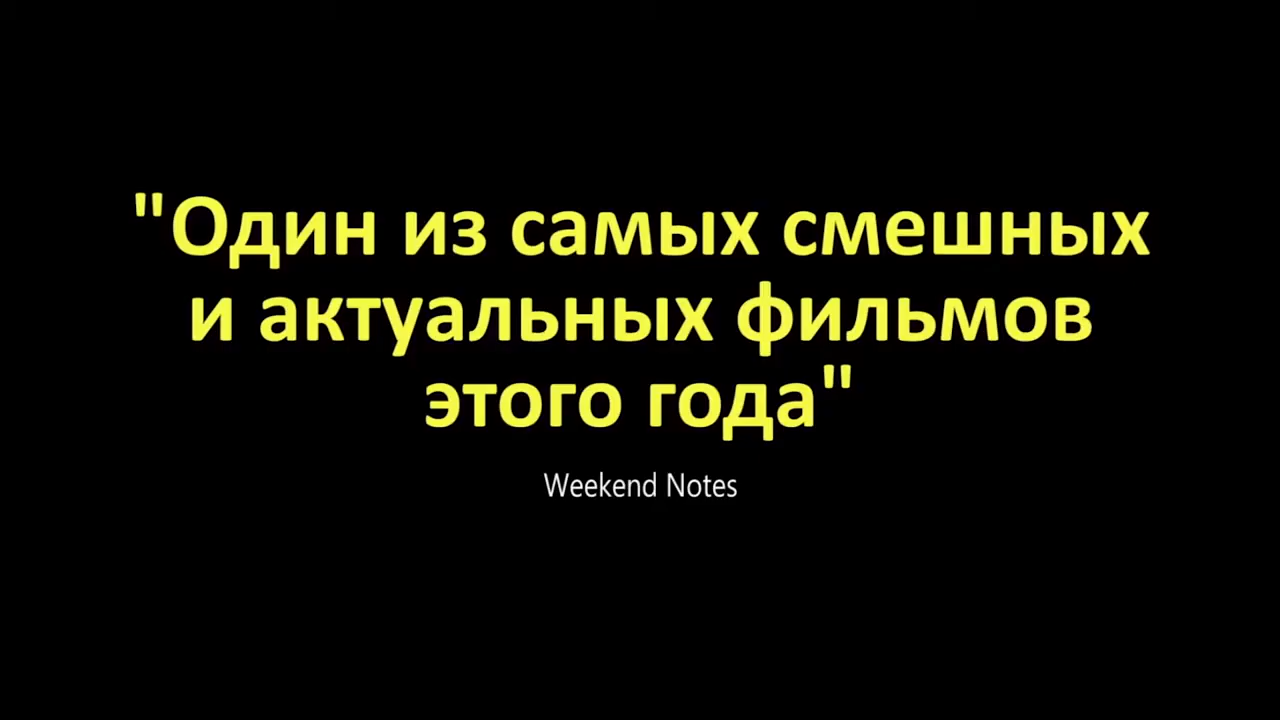 "Один из самых смешных
и актуальных фильмов
этого года"
Weekend Notes